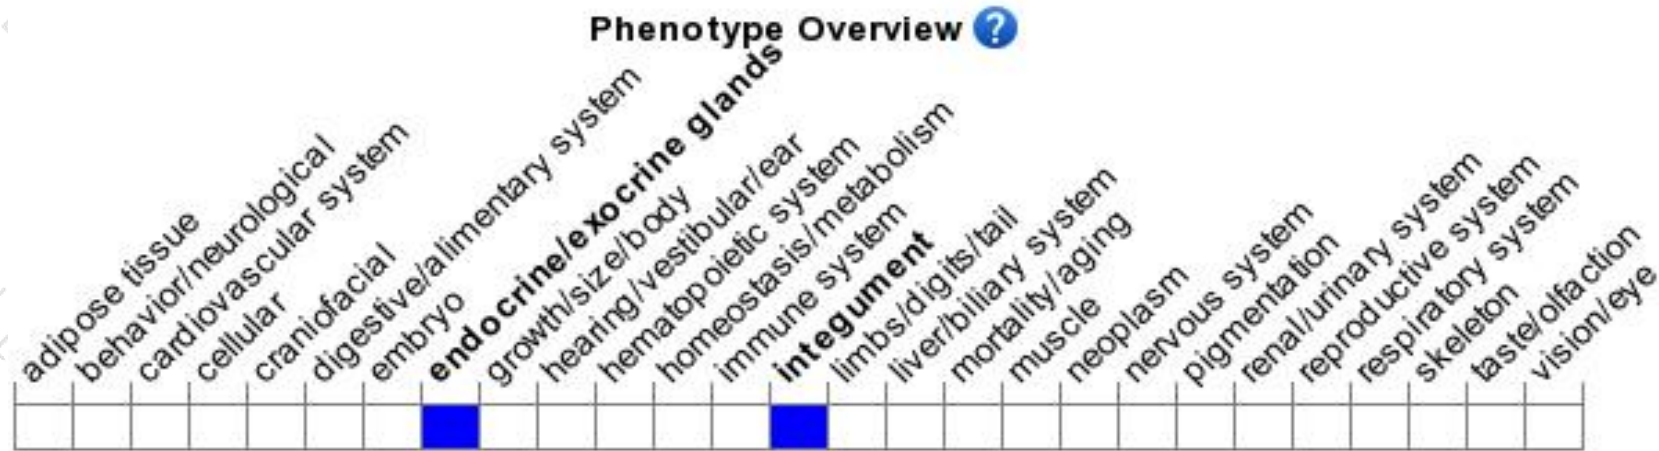 Phenotype Overview ?
adipose tissue
behavior/neurological
cardiovascular system
cellular
craniofacial
digestive/alimentary system
embryo
endocrine/exocrine glands
growth/size/body
hearing/vestibular/ear
hematopoietic system
homeostasis/metabolism
immune system
integument
limbs/digits/tail
liver/biliary system
mortality/aging
muscle
neoplasm
nervous system
pigmentation
renal/urinary system
reproductive system
respiratory system
skeleton
taste/olfaction
vision/eye